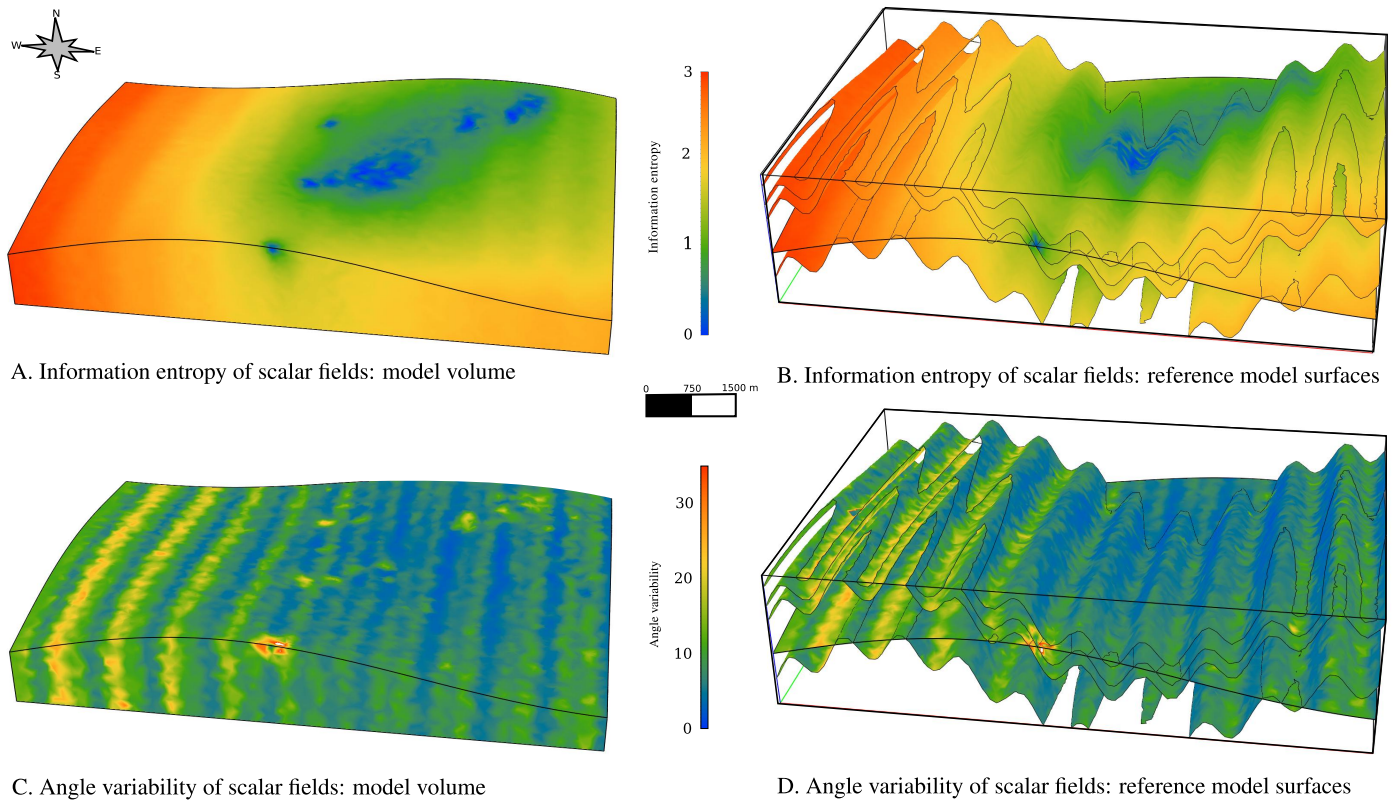 N
W
E
S
3
Information entropy
2
1
0
A. Information entropy of scalar fields: model volume
B. Information entropy of scalar fields: reference model surfaces
0 750 1500 m
30
Angle variability
20
10
0
C. Angle variability of scalar fields: model volume
D. Angle variability of scalar fields: reference model surfaces